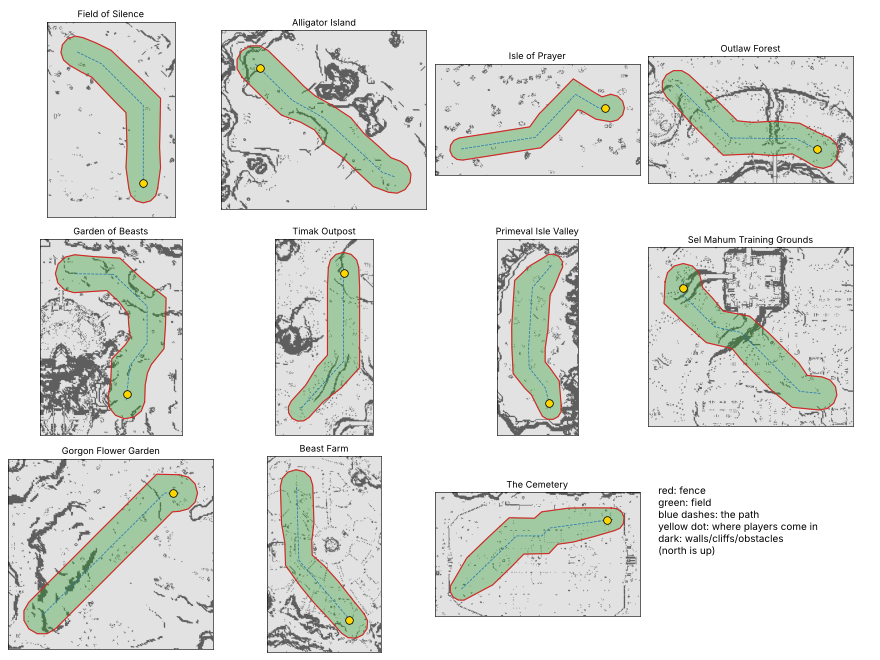 Field of Silence
Alligator Island
Isle of Prayer
Outlaw Forest
Garden of Beasts
Timak Outpost
Primeval Isle Valley
Sel Mahum Training Grounds
Gorgon Flower Garden
Beast Farm
The Cemetery
red: fence
green: field
blue dashes: the path
yellow dot: where players come in
dark: walls/cliffs/obstacles
(north is up)